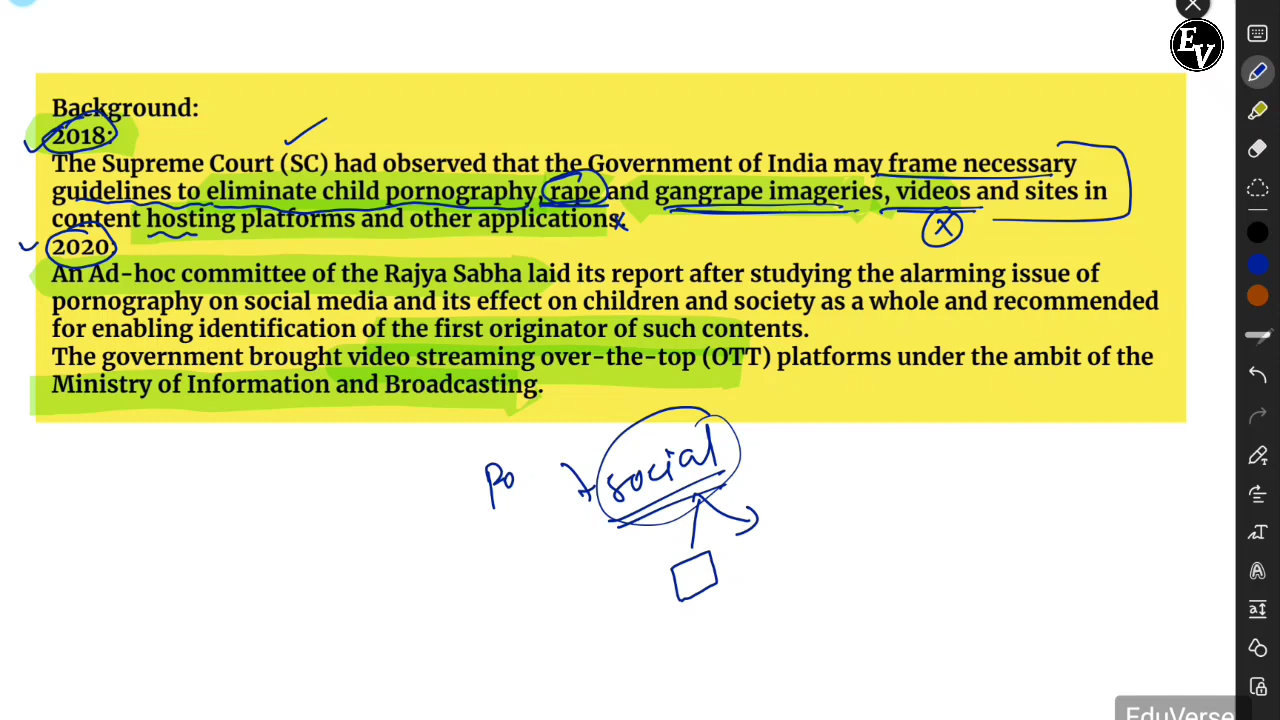 EV
Background:
2018:
The Supreme Court (SC) had observed that the Government of India may frame necessary
guidelines to eliminate child pornography, rape and gangrape imageries, videos and sites in
content hosting platforms and other applications.
2020
An Ad-hoc committee of the Rajya Sabha laid its report after studying the alarming issue of
pornography on social media and its effect on children and society as a whole and recommended
for enabling identification of the first originator of such contents.
The government brought video streaming over-the-top (OTT) platforms under the ambit of the
Ministry of Information and Broadcasting.
Po social
EduVerse